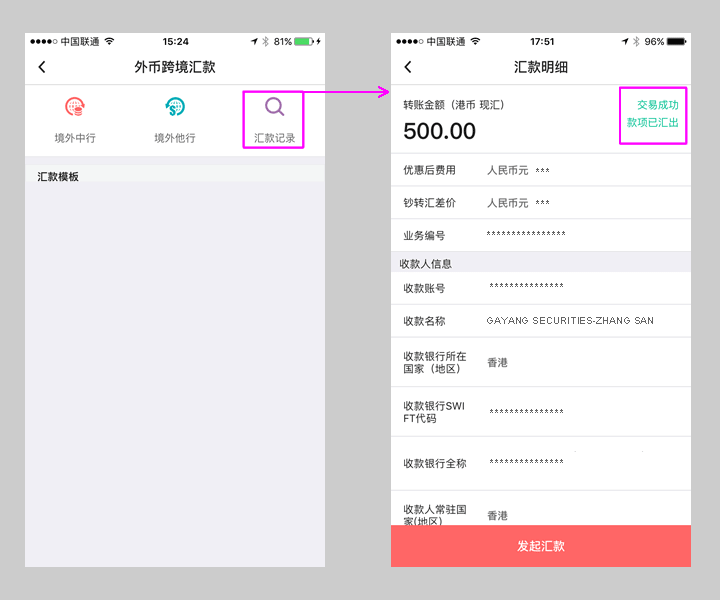 中国联通 15:24 81%
外币跨境汇款
境外中行 境外他行 汇款记录
汇款模板
中国联通 17:51 96%
汇款明细
转账金额（港币 现汇） 交易成功
500.00 款项已汇出
优惠后费用 人民币元 ***
钞转汇差价 人民币元 ***
业务编号 ****************
收款人信息
收款账号 ***************
收款名称 GAYANG SECURITIES-ZHANG SAN
收款银行所在
国家（地区） 香港
收款银行SWI
FT代码 ***************
收款银行全称 ***************
收款人常驻国
家(地区) 香港
发起汇款